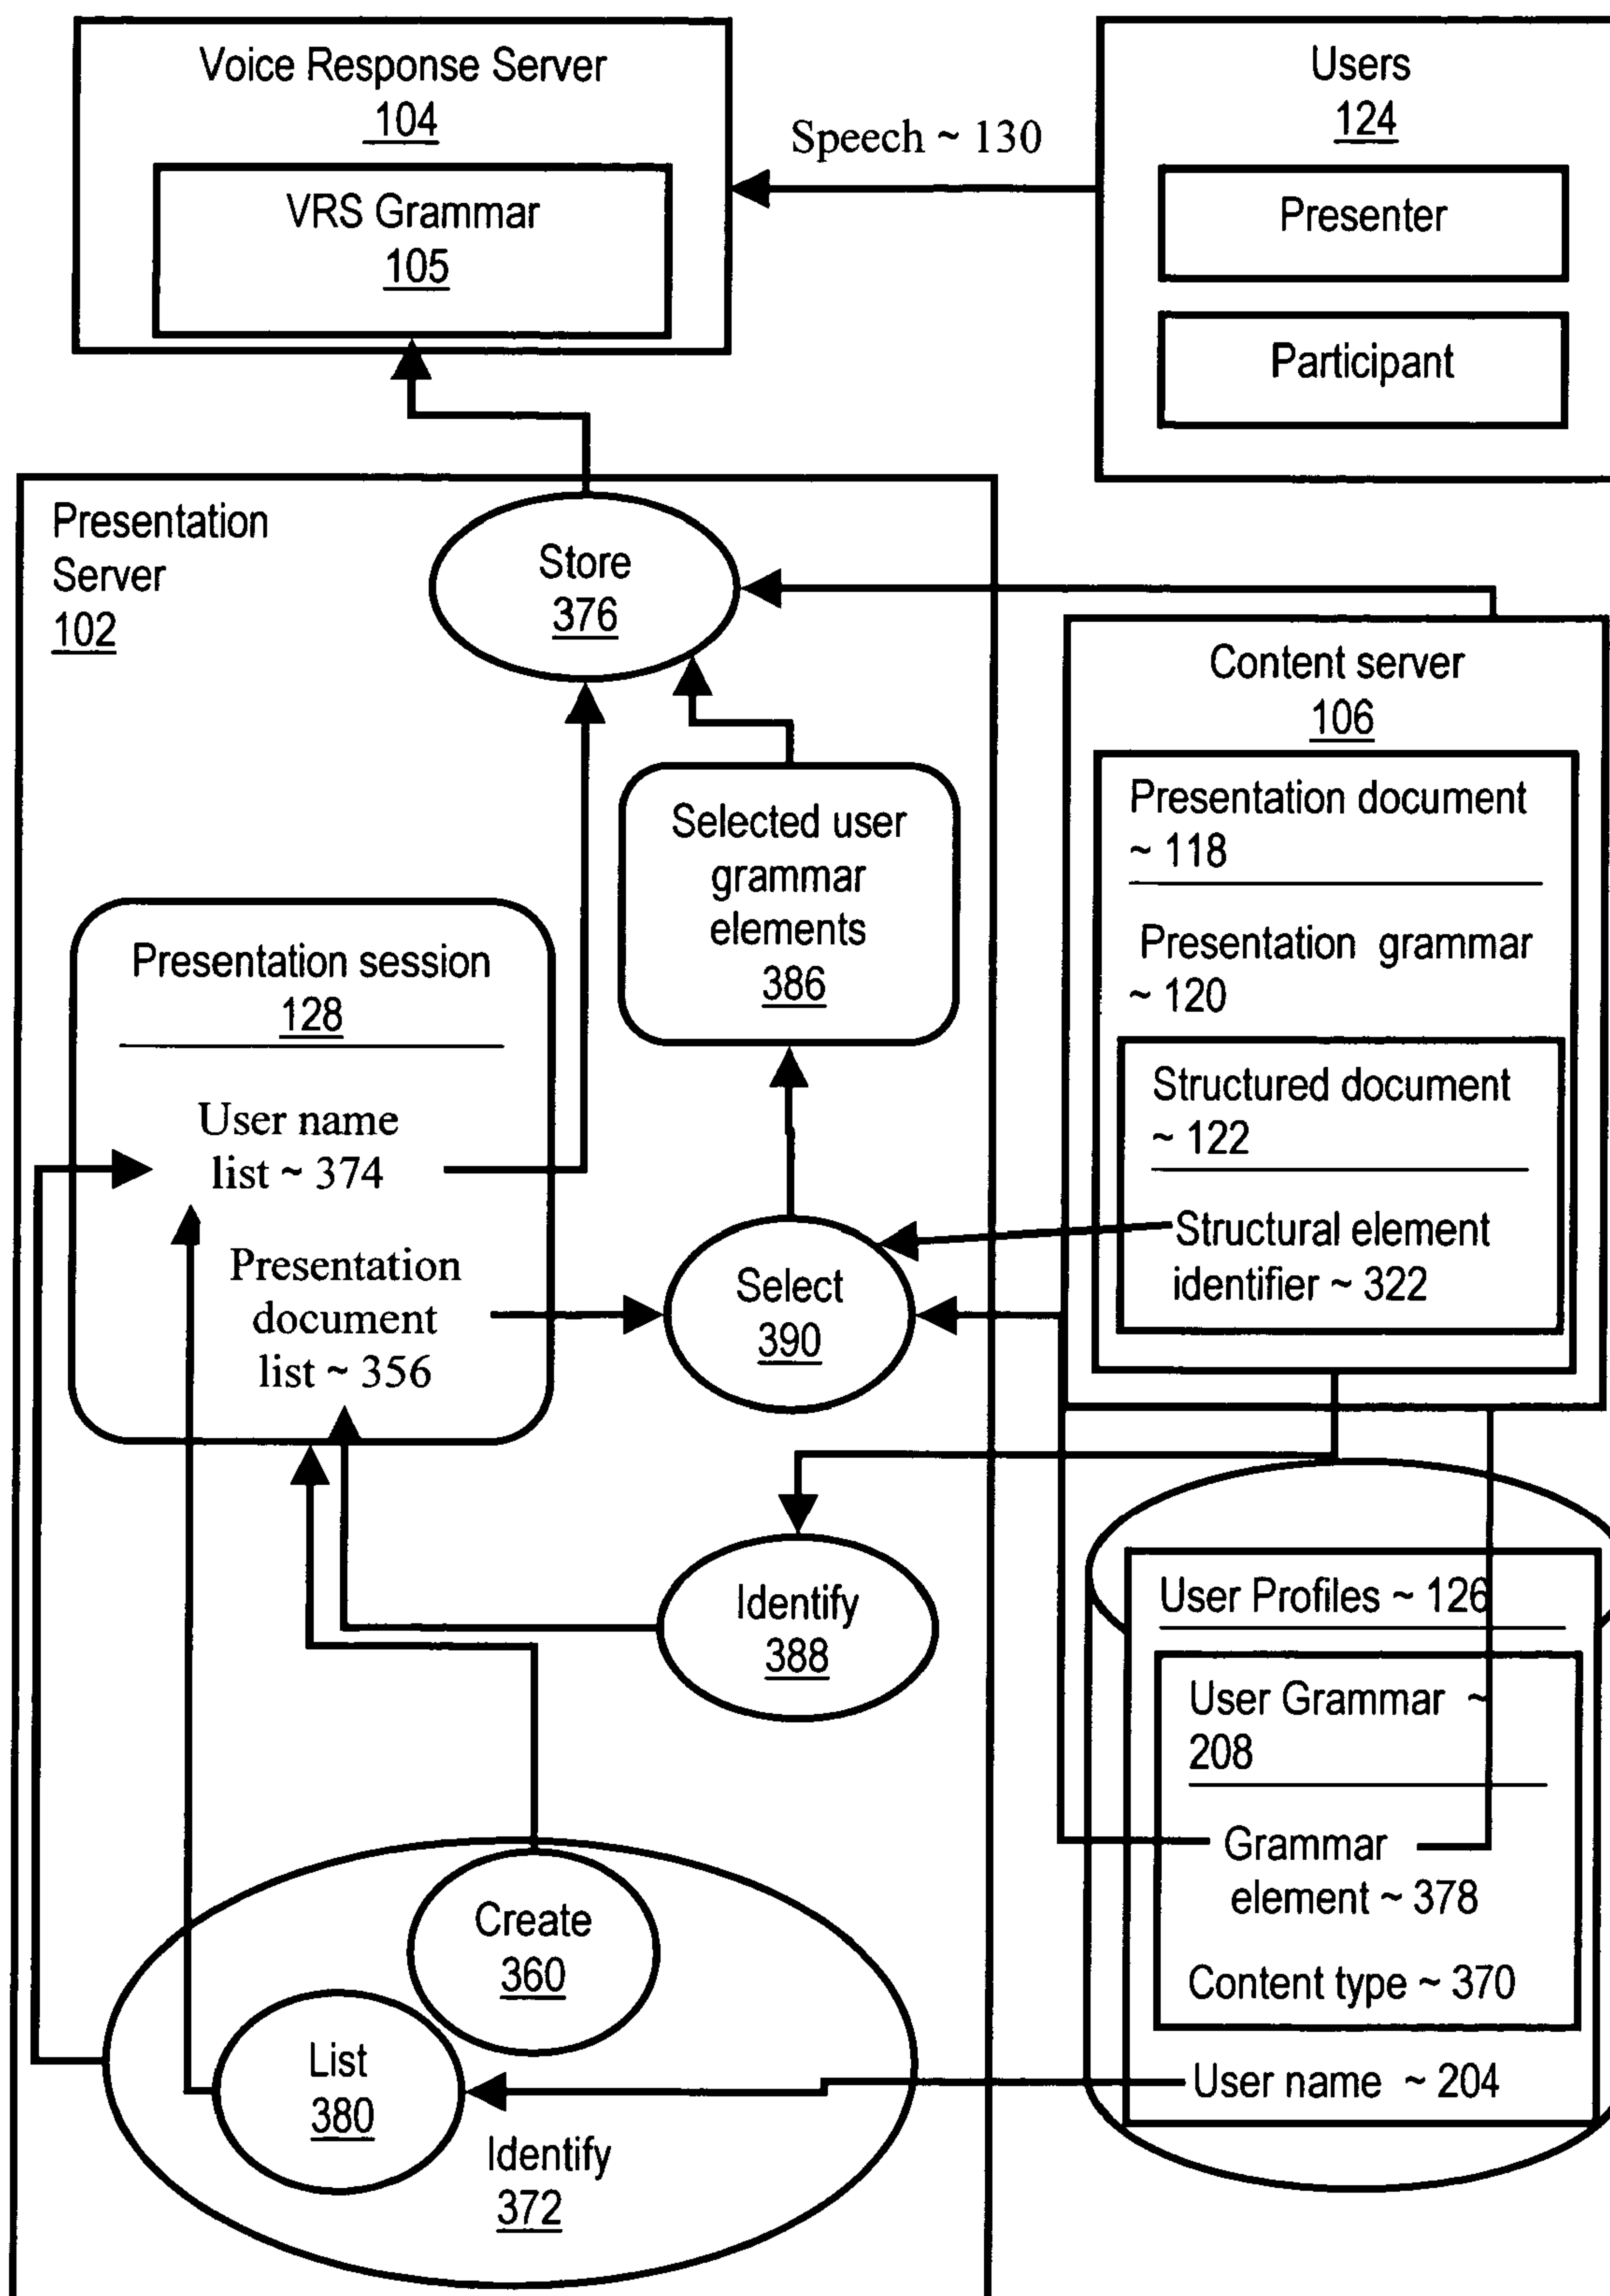 Voice Response Server
104
VRS Grammar
105
Speech ~ 130
Users
124
Presenter
Participant
Presentation
Server
102
Store
376
Selected user
grammar
elements
386
Presentation session
128
User name
list ~ 374
Presentation
document
list ~ 356
Select
390
Identify
388
Create
360
List
380
Identify
372
Content server
106
Presentation document
~ 118
Presentation grammar
~ 120
Structured document
~ 122
Structural element
identifier ~ 322
User Profiles ~ 126
User Grammar ~
208
Grammar
element ~ 378
Content type ~ 370
User name ~ 204